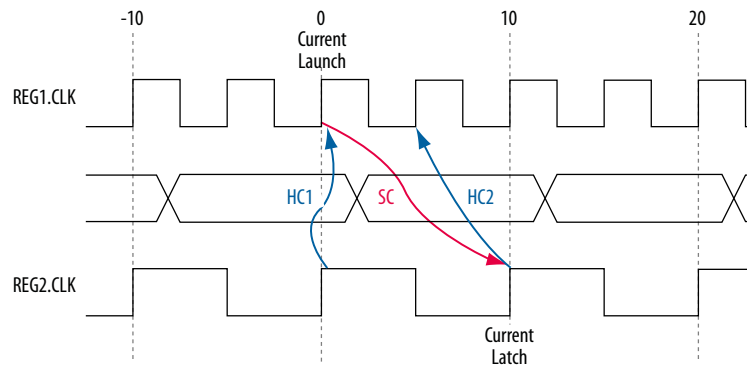 -10
0
10
20
Current
Launch
REG1.CLK
HC1
SC
HC2
REG2.CLK
Current
Latch